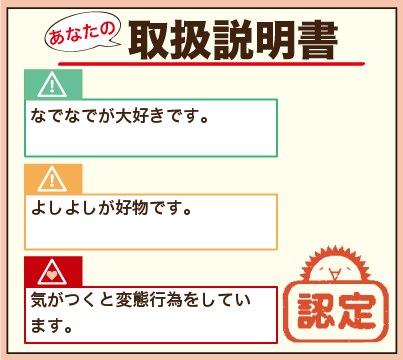 あなたの
取扱説明書
なでなでが大好きです。
よしよしが好物です。
気がつくと変態行為をしてい
ます。
認定